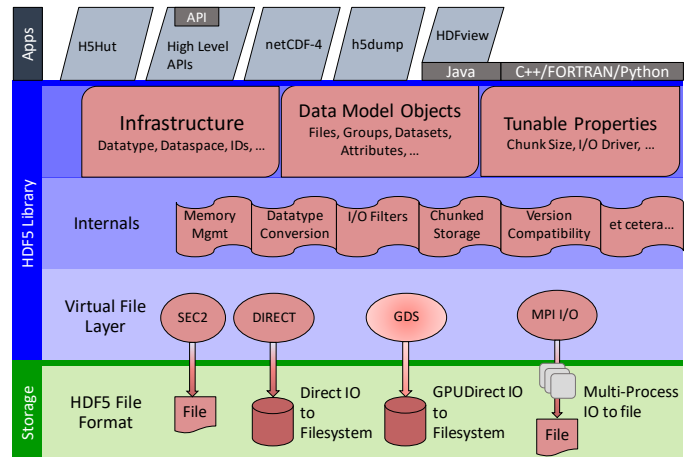 Apps
H5Hut
API
High Level
APIs
netCDF-4
h5dump
HDFview
Java
C++/FORTRAN/Python
HDF5 Library
Infrastructure
Datatype, Dataspace, IDs, ...
Data Model Objects
Files, Groups, Datasets,
Attributes, ...
Tunable Properties
Chunk Size, I/O Driver, ...
Internals
Memory
Mgmt
Datatype
Conversion
I/O Filters
Chunked
Storage
Version
Compatibility
et cetera...
Virtual File
Layer
SEC2
DIRECT
GDS
MPI I/O
Storage
HDF5 File
Format
File
Direct IO
to
Filesystem
GPUDirect IO
to
Filesystem
Multi-Process
IO to file
File